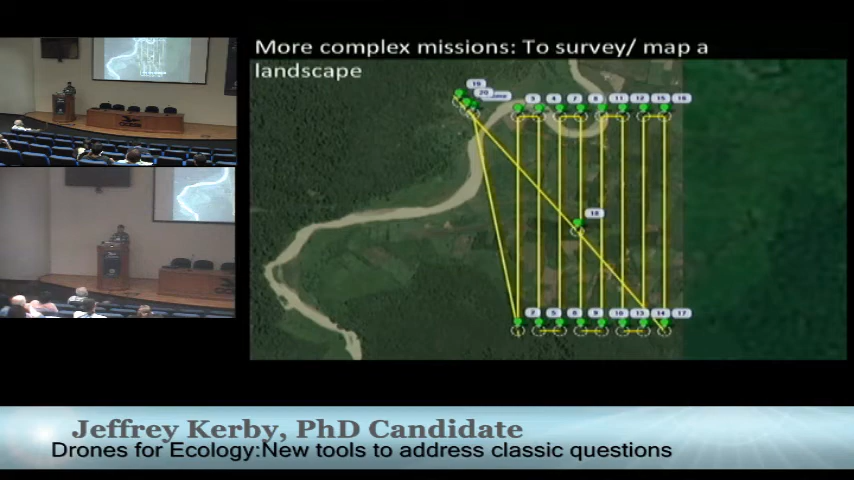 More complex missions: To survey/ map a
landscape
19
20
3 4 7 8 11 12 15 16
18
5 6 9 10 13 14 17
Jeffrey Kerby, PhD Candidate
Drones for Ecology:New tools to address classic questions